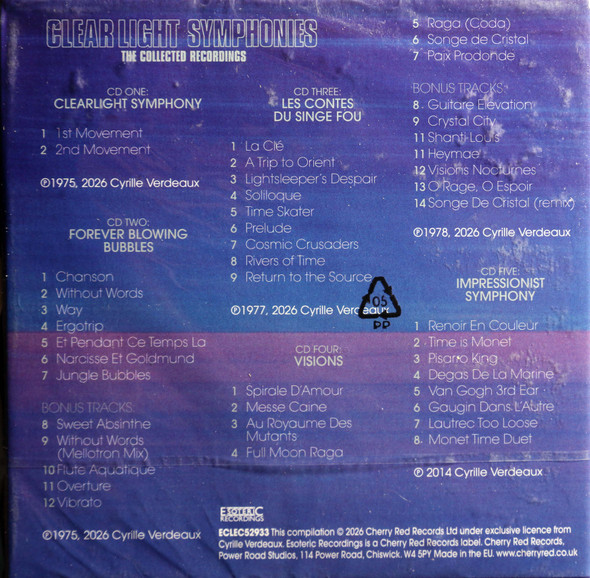 CLEARLIGHT SYMPHONIES
THE COLLECTED RECORDINGS
CD ONE:
CLEARLIGHT SYMPHONY
1 1st Movement
2 2nd Movement
℗1975, 2026 Cyrille Verdeaux
CD TWO:
FOREVER BLOWING
BUBBLES
1 Chanson
2 Without Words
3 Way
4 Ergotrip
5 Et Pendant Ce Temps La
6 Narcisse Et Goldmund
7 Jungle Bubbles
BONUS TRACKS:
8 Sweet Absinthe
9 Without Words
(Mellotron Mix)
10 Flute Aquatique
11 Overture
12 Vibrato
℗1975, 2026 Cyrille Verdeaux
CD THREE:
LES CONTES
DU SINGE FOU
1 La Clé
2 A Trip to Orient
3 Lightsleeper's Despair
4 Soliloque
5 Time Skater
6 Prelude
7 Cosmic Crusaders
8 Rivers of Time
9 Return to the Source
℗1977, 2026 Cyrille Verdeaux
05
PP
CD FOUR:
VISIONS
1 Spirale D'Amour
2 Messe Caine
3 Au Royaume Des
Mutants
4 Full Moon Raga
5 Raga (Coda)
6 Songe de Cristal
7 Paix Prodonde
BONUS TRACKS:
8 Guitare Elevation
9 Crystal City
11 Shanti Louis
11 Heymae
12 Visions Nocturnes
13 O Rage, O Espoir
14 Songe De Cristal (remix)
℗1978, 2026 Cyrille Verdeaux
CD FIVE:
IMPRESSIONIST
SYMPHONY
1 Renoir En Couleur
2 Time is Monet
3 Pisaro King
4 Degas De La Marine
5 Van Gogh 3rd Ear
6 Gaugin Dans L'Autre
7 Lautrec Too Loose
8 Monet Time Duet
℗ 2014 Cyrille Verdeaux
ESOTERIC
RECORDINGS
ECLEC52933 This compilation © 2026 Cherry Red Records Ltd under exclusive licence from
Cyrille Verdeaux. Esoteric Recordings is a Cherry Red Records label. Cherry Red Records,
Power Road Studios, 114 Power Road, Chiswick. W4 5PY Made in the EU. www.cherryred.co.uk